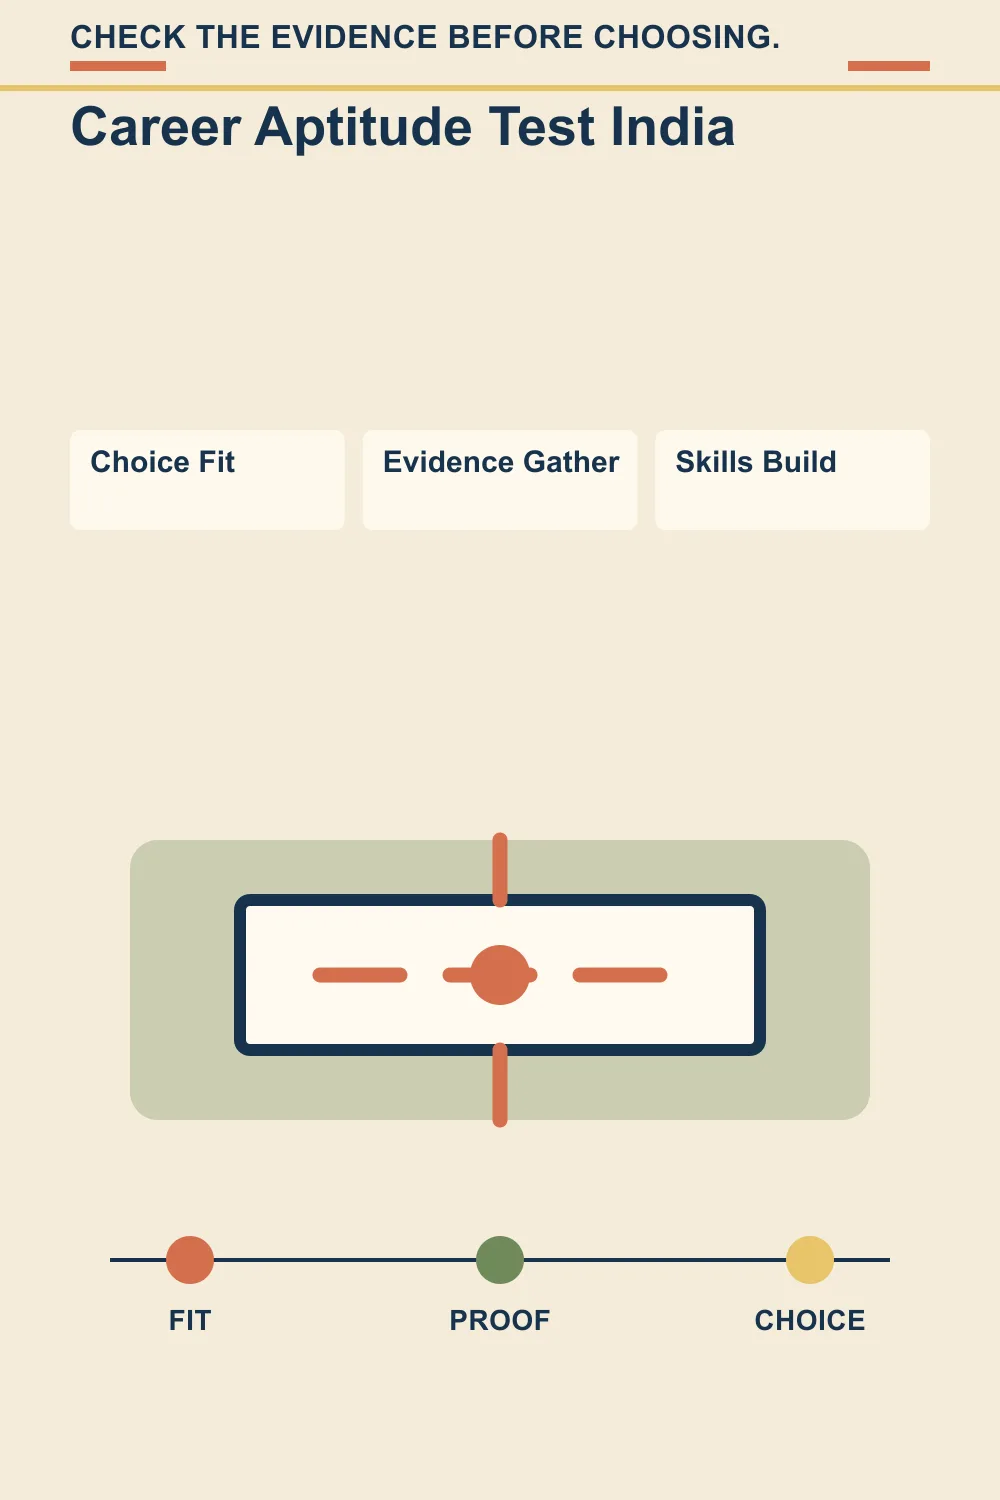 CHECK THE EVIDENCE BEFORE CHOOSING.
Career Aptitude Test India
Choice Fit
Evidence Gather
Skills Build
FIT
PROOF
CHOICE